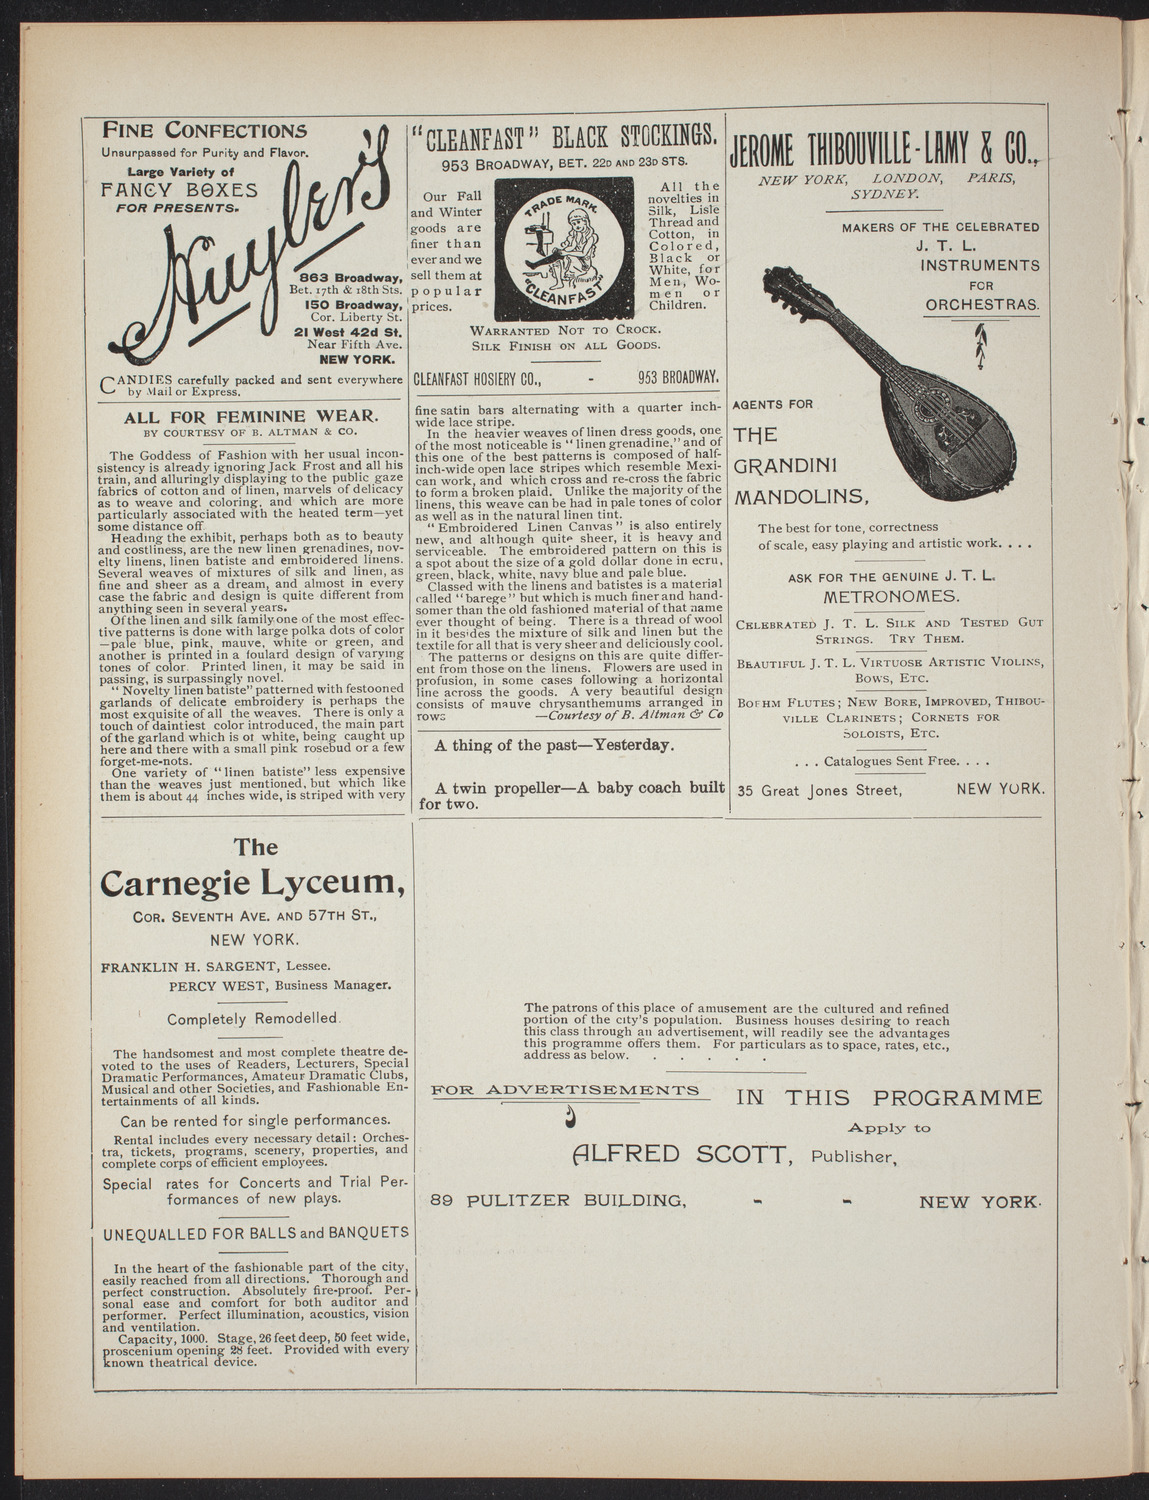 FINE CONFECTIONS
Unsurpassed for Purity and Flavor.
Large Variety of
FANCY BOXES
FOR PRESENTS.
Huyler's
863 Broadway,
Bet. 17th & 18th Sts.
150 Broadway,
Cor. Liberty St.
21 West 42d St.
Near Fifth Ave.
NEW YORK.
CANDIES carefully packed and sent everywhere
by Mail or Express.
ALL FOR FEMININE WEAR.
BY COURTESY OF B. ALTMAN & CO.
The Goddess of Fashion with her usual incon-
sistency is already ignoring Jack Frost and all his
train, and alluringly displaying to the public gaze
fabrics of cotton and of linen, marvels of delicacy
as to weave and coloring, and which are more
particularly associated with the heated term—yet
some distance off
Heading the exhibit, perhaps both as to beauty
and costliness, are the new linen grenadines, nov-
elty linens, linen batiste and embroidered linens.
Several weaves of mixtures of silk and linen, as
fine and sheer as a dream, and almost in every
case the fabric and design is quite different from
anything seen in several years.
Of the linen and silk family one of the most effec-
tive patterns is done with large polka dots of color
—pale blue, pink, mauve, white or green, and
another is printed in a foulard design of varying
tones of color. Printed linen, it may be said in
passing, is surpassingly novel.
"Novelty linen batiste" patterned with festooned
garlands of delicate embroidery is perhaps the
most exquisite of all the weaves. There is only a
touch of daintiest color introduced, the main part
of the garland which is of white, being caught up
here and there with a small pink rosebud or a few
forget-me-nots.
One variety of "linen batiste" less expensive
than the weaves just mentioned, but which like
them is about 44 inches wide, is striped with very
"CLEANFAST" BLACK STOCKINGS.
953 BROADWAY, BET. 22D AND 23D STS.
Our Fall
and Winter
goods are
finer than
ever and we
sell them at
popular
prices.
TRADE MARK.
"CLEANFAST"
All the
novelties in
Silk, Lisle
Thread and
Cotton, in
Colored,
Black or
White, for
Men, Wo-
men or
Children.
WARRANTED NOT TO CROCK.
SILK FINISH ON ALL GOODS.
CLEANFAST HOSIERY CO., - 953 BROADWAY.
fine satin bars alternating with a quarter inch-
wide lace stripe.
In the heavier weaves of linen dress goods, one
of the most noticeable is "linen grenadine," and of
this one of the best patterns is composed of half-
inch-wide open lace stripes which resemble Mexi-
can work, and which cross and re-cross the fabric
to form a broken plaid. Unlike the majority of the
linens, this weave can be had in pale tones of color
as well as in the natural linen tint.
"Embroidered Linen Canvas" is also entirely
new, and although quite sheer, it is heavy and
serviceable. The embroidered pattern on this is
a spot about the size of a gold dollar done in ecru,
green, black, white, navy blue and pale blue.
Classed with the linens and batistes is a material
called "barege" but which is much finer and hand-
somer than the old fashioned material of that name
ever thought of being. There is a thread of wool
in it besides the mixture of silk and linen but the
textile for all that is very sheer and deliciously cool.
The patterns or designs on this are quite differ-
ent from those on the linens. Flowers are used in
profusion, in some cases following a horizontal
line across the goods. A very beautiful design
consists of mauve chrysanthemums arranged in
rows —Courtesy of B. Altman & Co
A thing of the past—Yesterday.
A twin propeller—A baby coach built
for two.
JEROME THIBOUVILLE-LAMY & CO.,
NEW YORK, LONDON, PARIS,
SYDNEY.
MAKERS OF THE CELEBRATED
J. T. L.
INSTRUMENTS
FOR
ORCHESTRAS.
AGENTS FOR
THE
GRANDINI
MANDOLINS,
The best for tone, correctness
of scale, easy playing and artistic work. . . .
ASK FOR THE GENUINE J. T. L.
METRONOMES.
CELEBRATED J. T. L. SILK AND TESTED GUT
STRINGS. TRY THEM.
BEAUTIFUL J. T. L. VIRTUOSE ARTISTIC VIOLINS,
BOWS, ETC.
BOEHM FLUTES; NEW BORE, IMPROVED, THIBOU-
VILLE CLARINETS; CORNETS FOR
SOLOISTS, ETC.
. . . Catalogues Sent Free. . . .
35 Great Jones Street, NEW YORK.
The
Carnegie Lyceum,
COR. SEVENTH AVE. AND 57TH ST.,
NEW YORK.
FRANKLIN H. SARGENT, Lessee.
PERCY WEST, Business Manager.
Completely Remodelled.
The handsomest and most complete theatre de-
voted to the uses of Readers, Lecturers, Special
Dramatic Performances, Amateur Dramatic Clubs,
Musical and other Societies, and Fashionable En-
tertainments of all kinds.
Can be rented for single performances.
Rental includes every necessary detail: Orches-
tra, tickets, programs, scenery, properties, and
complete corps of efficient employees.
Special rates for Concerts and Trial Per-
formances of new plays.
UNEQUALLED FOR BALLS and BANQUETS
In the heart of the fashionable part of the city,
easily reached from all directions. Thorough and
perfect construction. Absolutely fire-proof. Per-
sonal ease and comfort for both auditor and
performer. Perfect illumination, acoustics, vision
and ventilation.
Capacity, 1000. Stage, 26 feet deep, 50 feet wide,
proscenium opening 28 feet. Provided with every
known theatrical device.
The patrons of this place of amusement are the cultured and refined
portion of the city's population. Business houses desiring to reach
this class through an advertisement, will readily see the advantages
this programme offers them. For particulars as to space, rates, etc.,
address as below. . . . . .
FOR ADVERTISEMENTS IN THIS PROGRAMME
Apply to
ALFRED SCOTT, Publisher,
89 PULITZER BUILDING, - - NEW YORK.